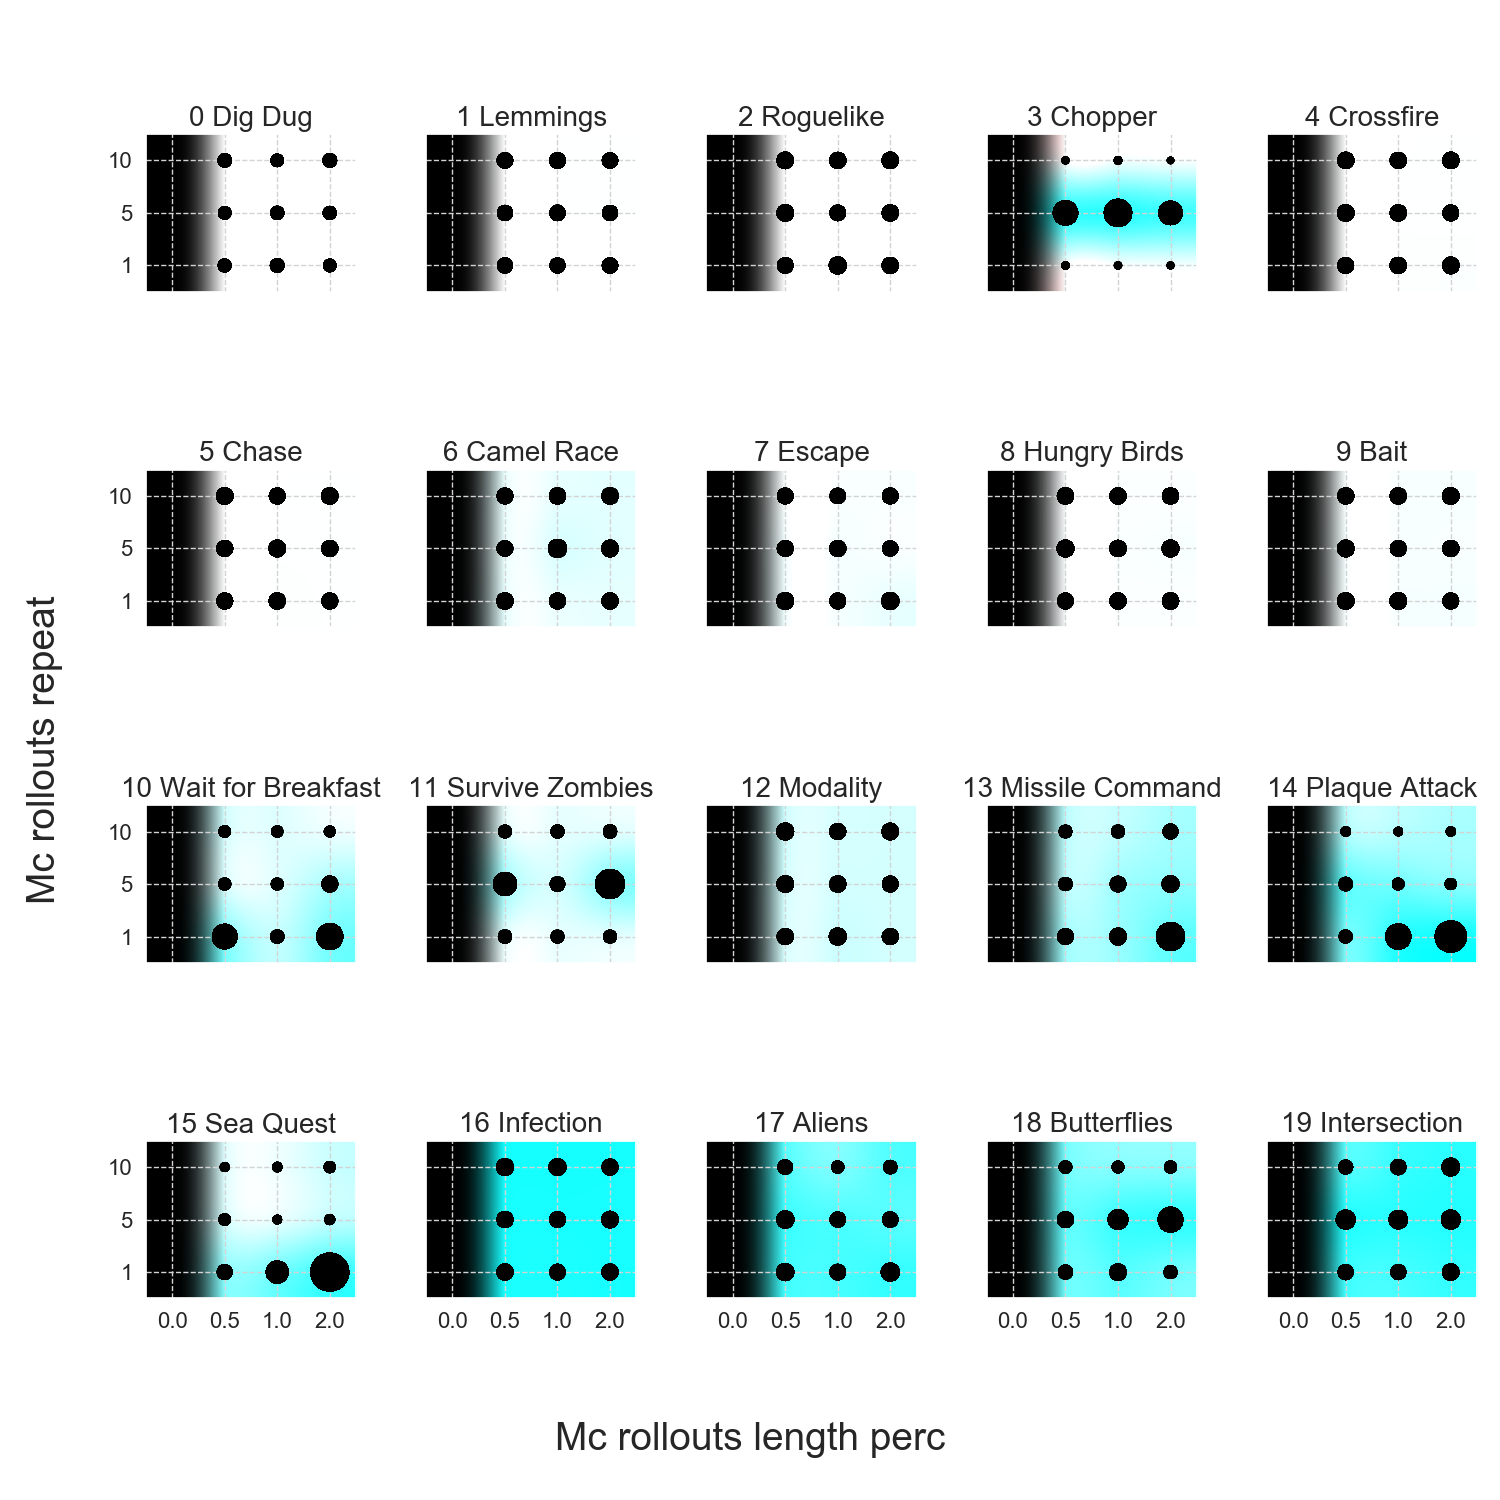 0 Dig Dug
1 Lemmings
2 Roguelike
3 Chopper
4 Crossfire
10
5
1
5 Chase
6 Camel Race
7 Escape
8 Hungry Birds
9 Bait
10
5
1
Mc rollouts repeat
10 Wait for Breakfast
11 Survive Zombies
12 Modality
13 Missile Command
14 Plaque Attack
10
5
1
15 Sea Quest
16 Infection
17 Aliens
18 Butterflies
19 Intersection
10
5
1
0.0 0.5 1.0 2.0
0.0 0.5 1.0 2.0
0.0 0.5 1.0 2.0
0.0 0.5 1.0 2.0
0.0 0.5 1.0 2.0
Mc rollouts length perc